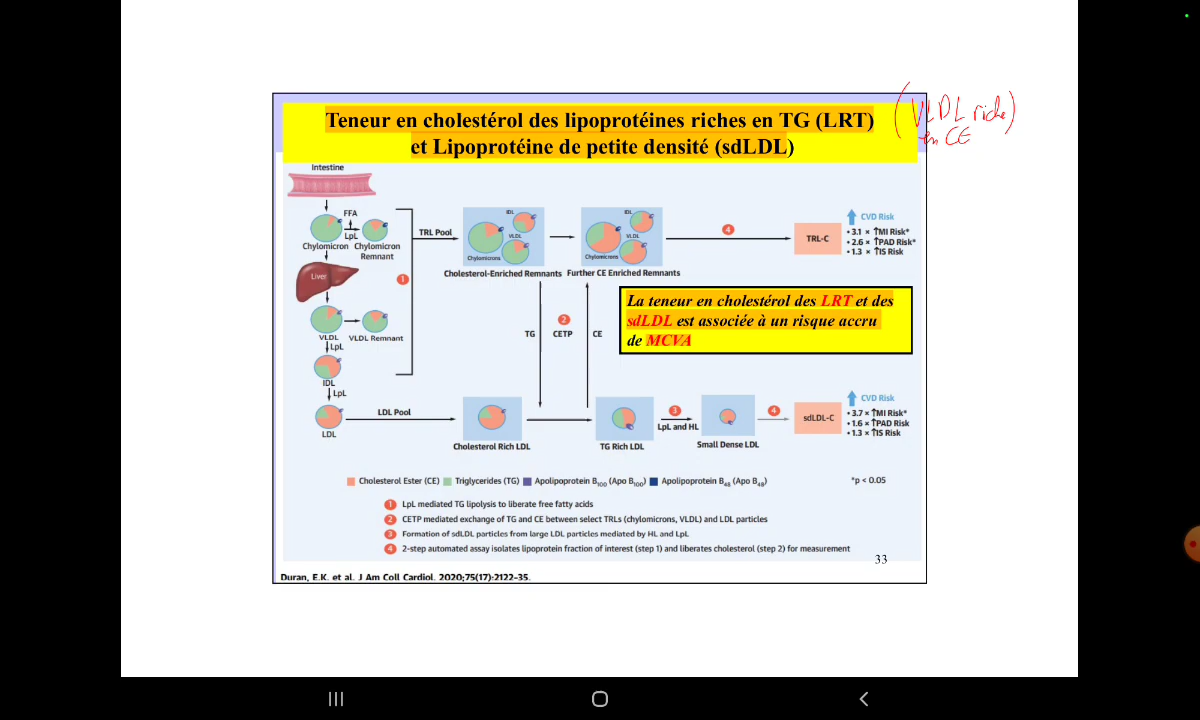 Teneur en cholestérol des lipoprotéines riches en TG (LRT)
et Lipoprotéine de petite densité (sdLDL)
(VLDL riche)
en CE
Intestine
FFA
LpL
Chylomicron
Chylomicron
Remnant
Liver
VLDL
VLDL Remnant
LpL
IDL
LpL
LDL
1
TRL Pool
IDL
VLDL
Chylomicrons
Cholesterol-Enriched Remnants
IDL
VLDL
Chylomicrons
Further CE Enriched Remnants
4
TRL-C
CVD Risk
• 3.1 × ↑MI Risk*
• 2.6 × ↑PAD Risk*
• 1.3 × ↑IS Risk
La teneur en cholestérol des LRT et des
sdLDL est associée à un risque accru
de MCVA
2
TG CETP CE
LDL Pool
Cholesterol Rich LDL
TG Rich LDL
3
LpL and HL
Small Dense LDL
4
sdLDL-C
CVD Risk
• 3.7 × ↑MI Risk*
• 1.6 × ↑PAD Risk
• 1.3 × ↑IS Risk
Cholesterol Ester (CE) Triglycerides (TG) Apolipoprotein B100 (Apo B100) Apolipoprotein B48 (Apo B48)
*p < 0.05
1 LpL mediated TG lipolysis to liberate free fatty acids
2 CETP mediated exchange of TG and CE between select TRLs (chylomicrons, VLDL) and LDL particles
3 Formation of sdLDL particles from large LDL particles mediated by HL and LpL
4 2-step automated assay isolates lipoprotein fraction of interest (step 1) and liberates cholesterol (step 2) for measurement
33
Duran, E.K. et al. J Am Coll Cardiol. 2020;75(17):2122-35.